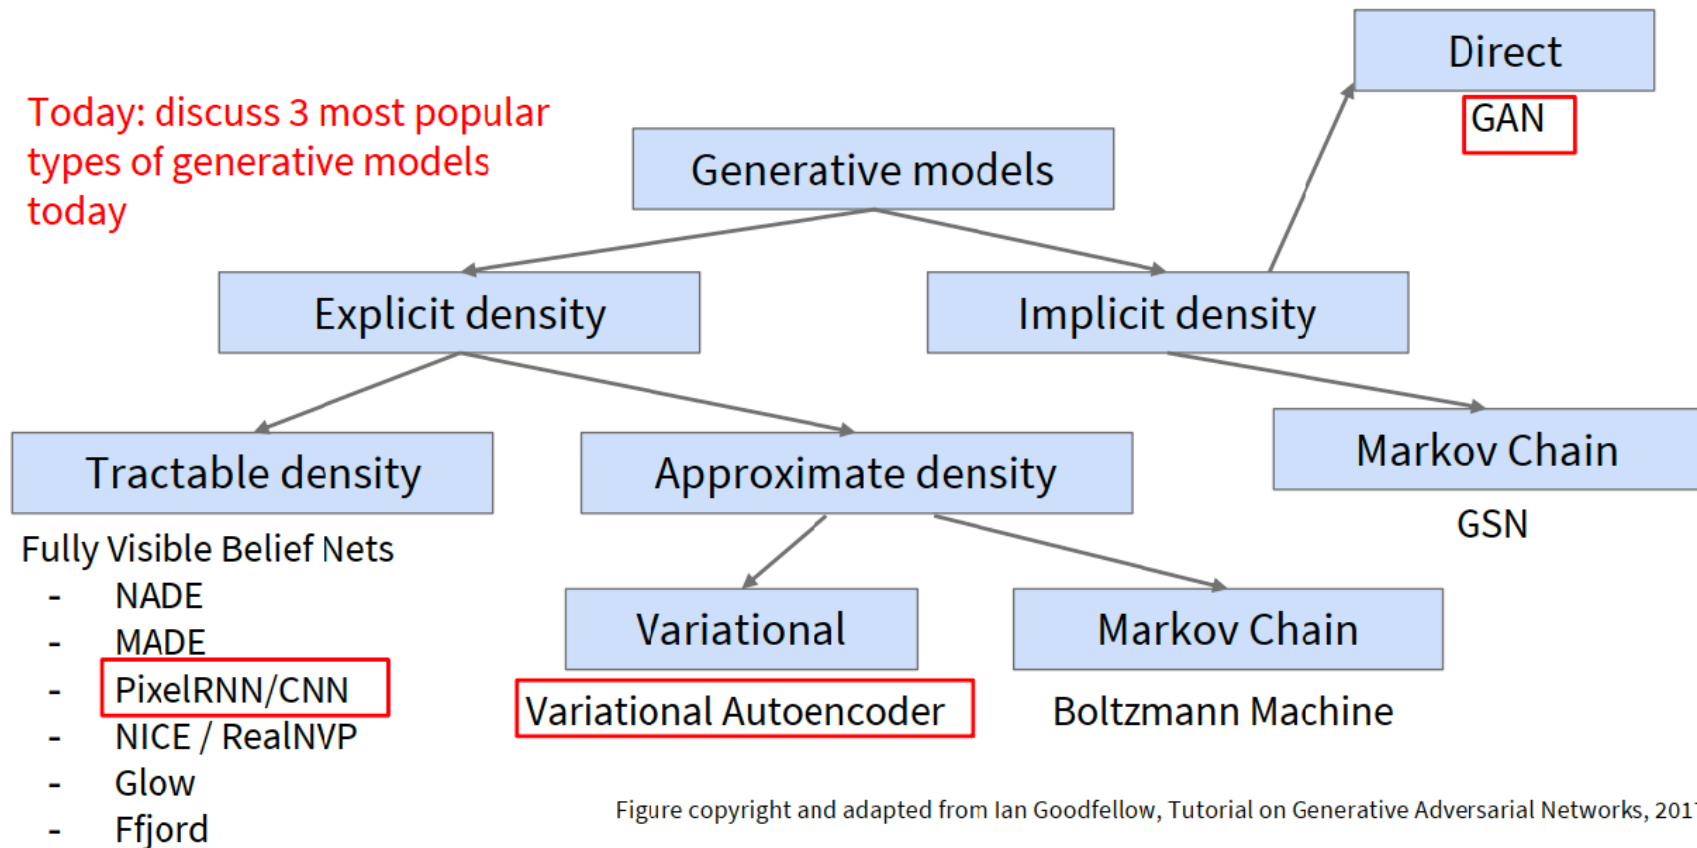 Direct
GAN
Today: discuss 3 most popular
types of generative models
today
Generative models
Explicit density
Implicit density
Tractable density
Approximate density
Markov Chain
GSN
Fully Visible Belief Nets
- NADE
- MADE
- PixelRNN/CNN
- NICE / RealNVP
- Glow
- Ffjord
Variational
Markov Chain
Variational Autoencoder
Boltzmann Machine
Figure copyright and adapted from Ian Goodfellow, Tutorial on Generative Adversarial Networks, 2017